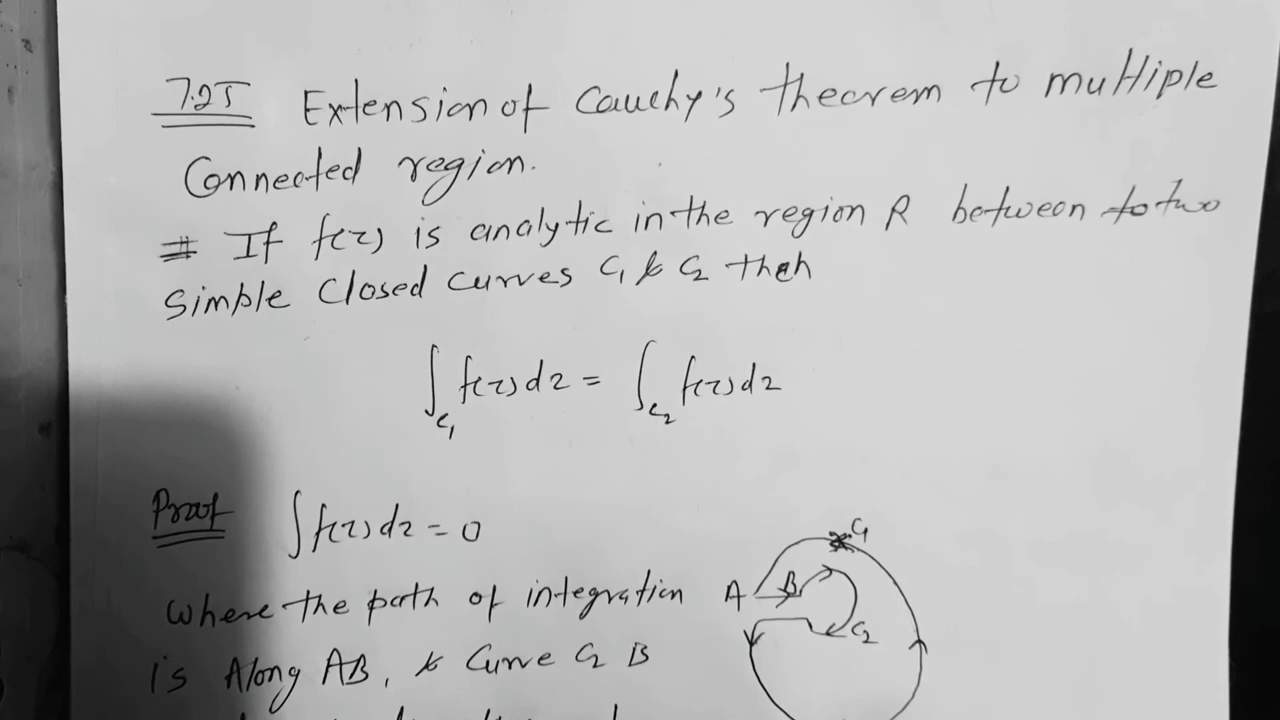 7.25 Extension of Cauchy's theorem to multiple
Connected region.
# If f(z) is analytic in the region R between to two
Simple Closed Curves C₁ & C₂ then
∫_C₁ f(z)dz = ∫_C₂ f(z)dz
Proof ∫f(z)dz = 0
C₁
where the path of integration A B
is Along AB, & Curve C₂ B C₂